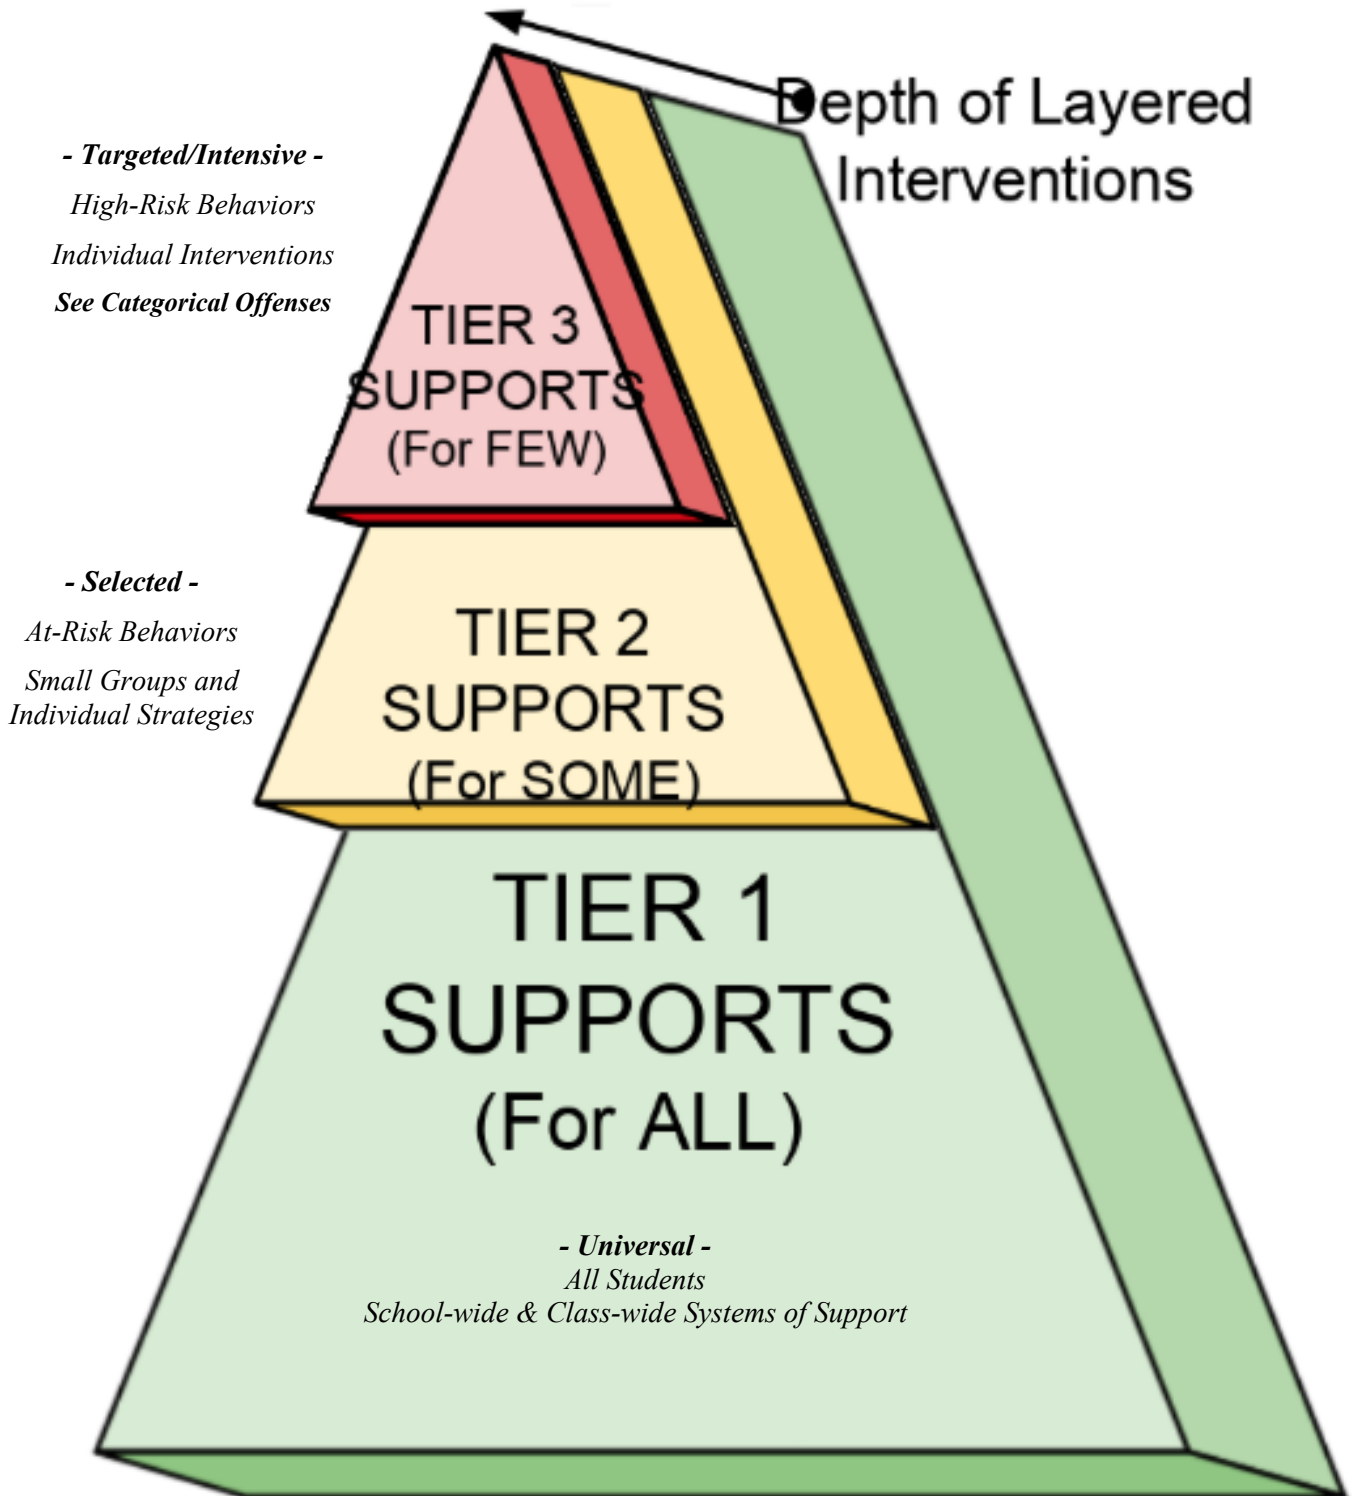 Depth of Layered
Interventions
- Targeted/Intensive -
High-Risk Behaviors
Individual Interventions
See Categorical Offenses
TIER 3
SUPPORTS
(For FEW)
- Selected -
At-Risk Behaviors
Small Groups and
Individual Strategies
TIER 2
SUPPORTS
(For SOME)
TIER 1
SUPPORTS
(For ALL)
- Universal -
All Students
School-wide & Class-wide Systems of Support